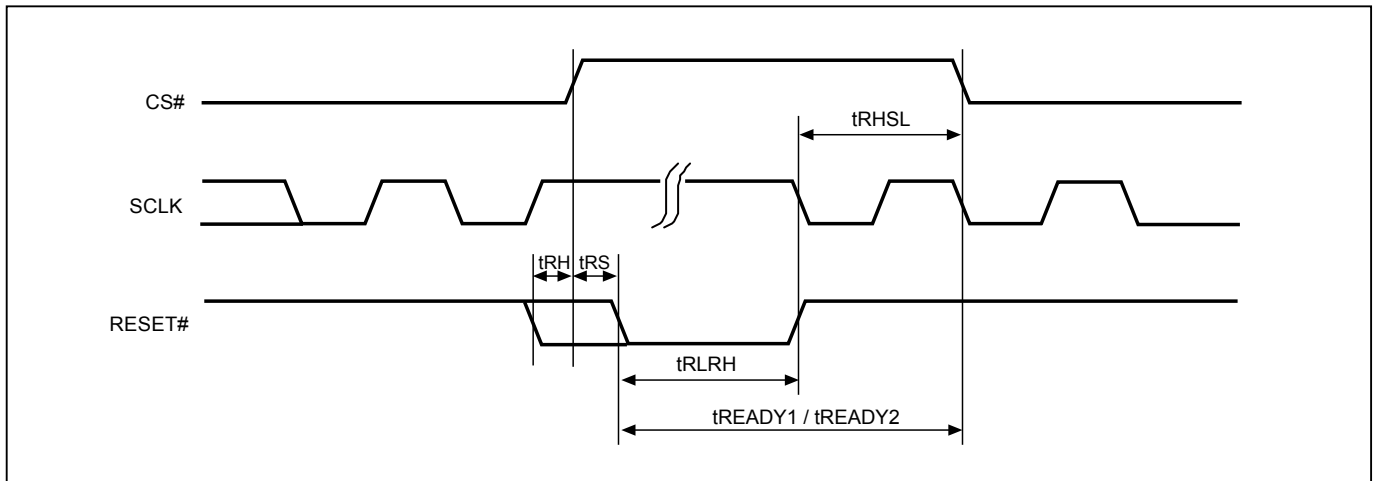 CS#
tRHSL
SCLK
tRH tRS
RESET#
tRLRH
tREADY1 / tREADY2